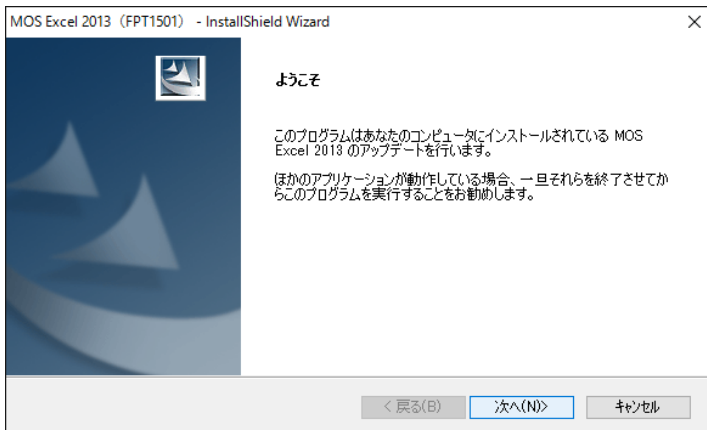 MOS Excel 2013（FPT1501） - InstallShield Wizard
ようこそ
このプログラムはあなたのコンピュータにインストールされている MOS
Excel 2013 のアップデートを行います。
ほかのアプリケーションが動作している場合、一旦それらを終了させてか
らこのプログラムを実行することをお勧めします。
< 戻る(B)
次へ(N)>
キャンセル